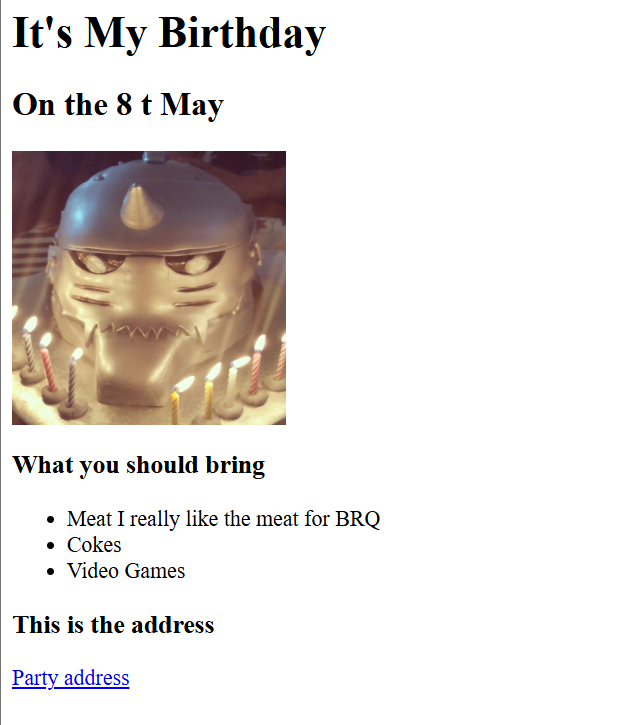 It's My Birthday
On the 8 t May
What you should bring
• Meat I really like the meat for BRQ
• Cokes
• Video Games
This is the address
Party address